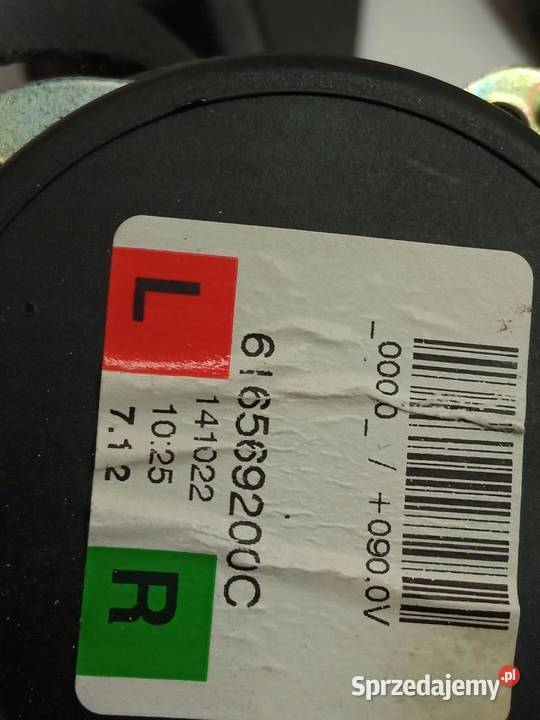 _000.0_ / +090.0V
616569200C
L
141022
10:25
7.12
R
Sprzedajemy.pl